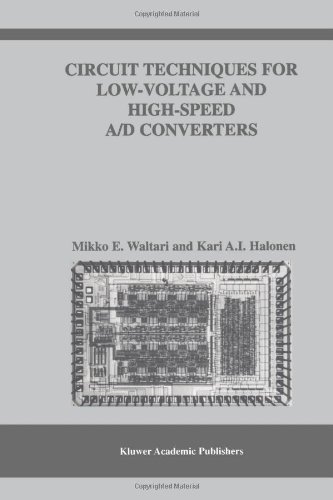 CIRCUIT TECHNIQUES FOR
LOW-VOLTAGE AND
HIGH-SPEED
A/D CONVERTERS
Mikko E. Waltari and Kari A.I. Halonen
Kluwer Academic Publishers